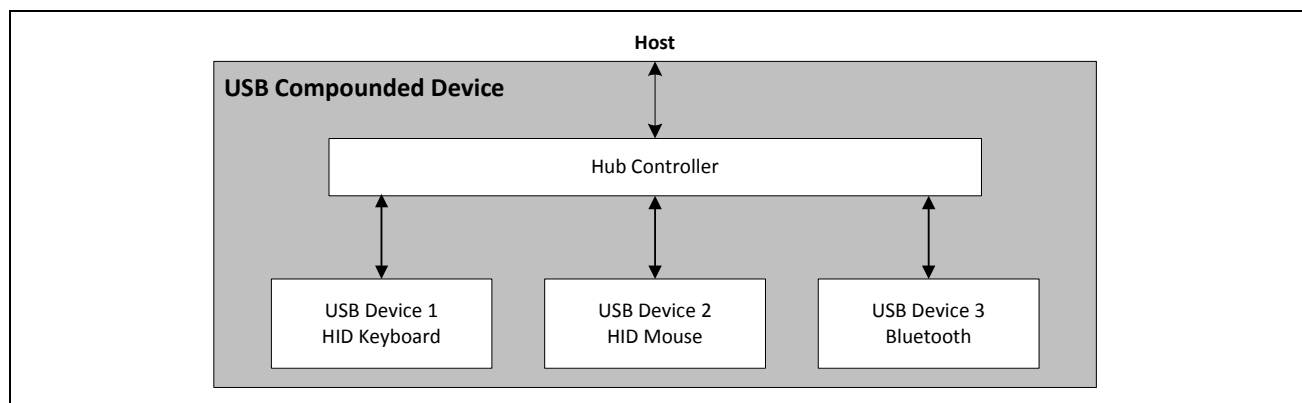 Host
USB Compounded Device
Hub Controller
USB Device 1
HID Keyboard
USB Device 2
HID Mouse
USB Device 3
Bluetooth